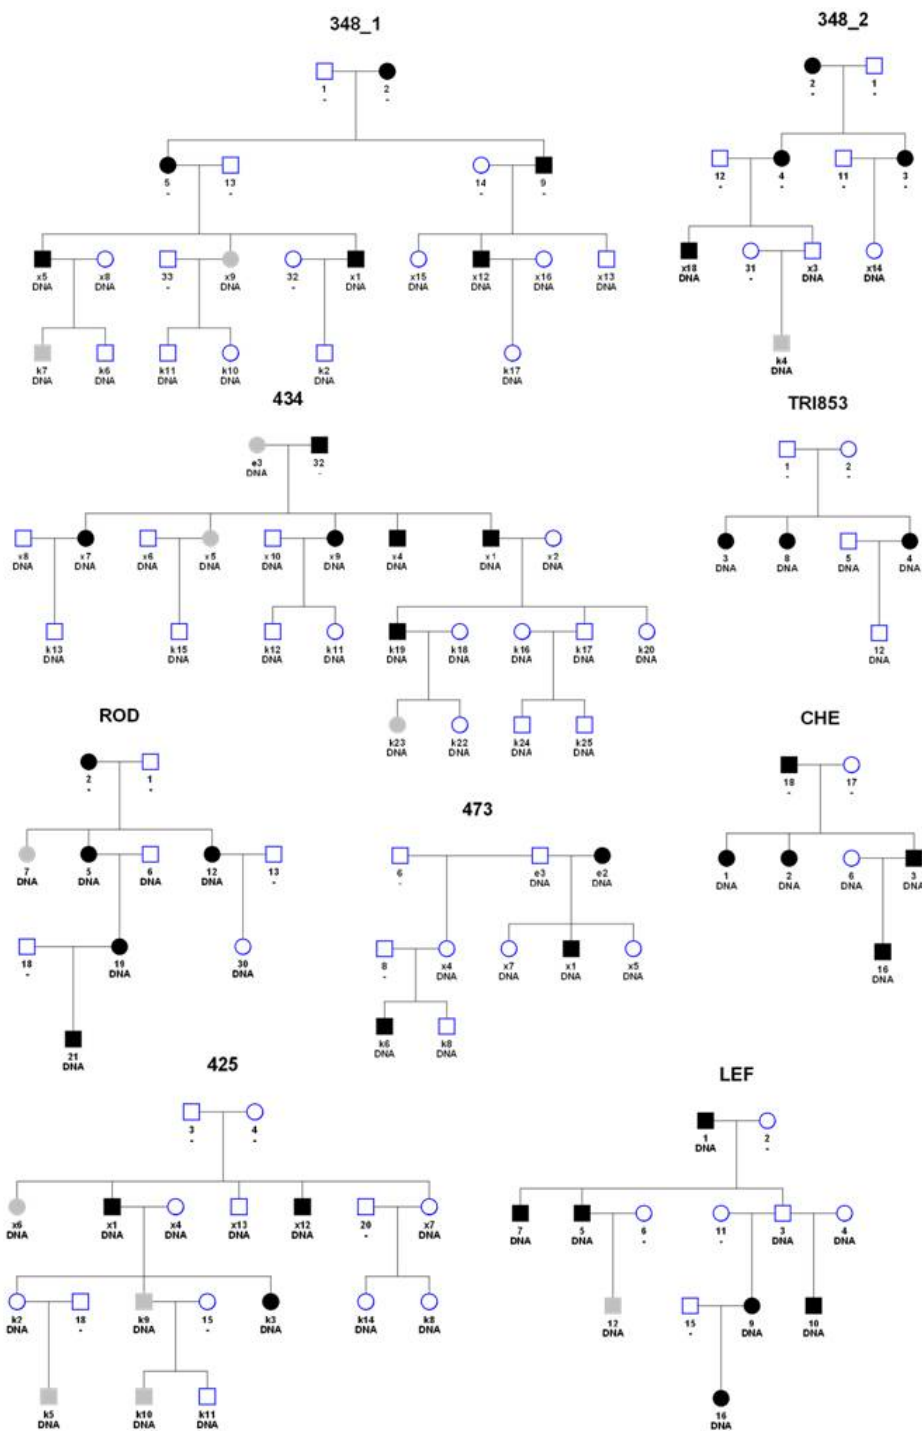 348_1
348_2
1 2
- -
2 1
- -
5 13 14 9
- - - -
12 4 11 3
- - - -
x5 x8 33 x9 32 x1 x15 x12 x16 x13
DNA DNA - DNA - DNA DNA DNA DNA DNA
x18 31 x3 x14
DNA - DNA DNA
k7 k6 k11 k10 k2 k17
DNA DNA DNA DNA DNA DNA
k4
DNA
434
TRI853
e3 32
DNA -
1 2
- -
x8 x7 x6 x5 x10 x9 x4 x1 x2
DNA DNA DNA DNA DNA DNA DNA DNA DNA
3 8 5 4
DNA DNA DNA DNA
k13 k15 k12 k11 k19 k18 k16 k17 k20
DNA DNA DNA DNA DNA DNA DNA DNA DNA
12
DNA
k23 k22 k24 k25
DNA DNA DNA DNA
ROD
CHE
2 1
- -
18 17
- -
473
7 5 6 12 13
DNA DNA DNA DNA -
6 e3 e2
- DNA DNA
1 2 6 3
DNA DNA DNA DNA
18 19 30
- DNA DNA
8 x4 x7 x1 x5
- DNA DNA DNA DNA
16
DNA
21
DNA
k6 k8
DNA DNA
425
LEF
3 4
- -
1 2
DNA -
x6 x1 x4 x13 x12 20 x7
DNA DNA DNA DNA DNA - DNA
7 5 6 11 3 4
DNA DNA - - DNA DNA
k2 18 k9 15 k3 k14 k8
DNA - DNA - DNA DNA DNA
12 15 9 10
DNA - DNA DNA
k5 k10 k11
DNA DNA DNA
16
DNA